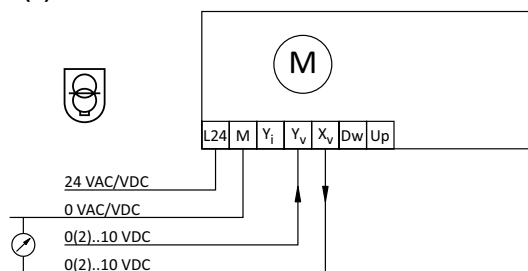 M
L24 M Yi Yv Xv Dw Up
24 VAC/VDC
0 VAC/VDC
0(2)..10 VDC
0(2)..10 VDC